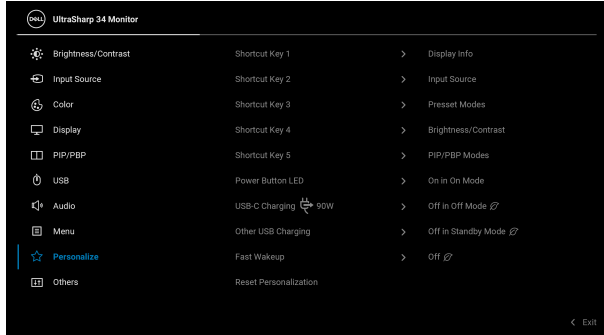 DELL UltraSharp 34 Monitor
Brightness/Contrast Shortcut Key 1 > Display Info
Input Source Shortcut Key 2 > Input Source
Color Shortcut Key 3 > Presset Modes
Display Shortcut Key 4 > Brightness/Contrast
PIP/PBP Shortcut Key 5 > PIP/PBP Modes
USB Power Button LED > On in On Mode
Audio USB-C Charging 90W > Off in Off Mode
Menu Other USB Charging > Off in Standby Mode
Personalize Fast Wakeup > Off
Others Reset Personalization
< Exit